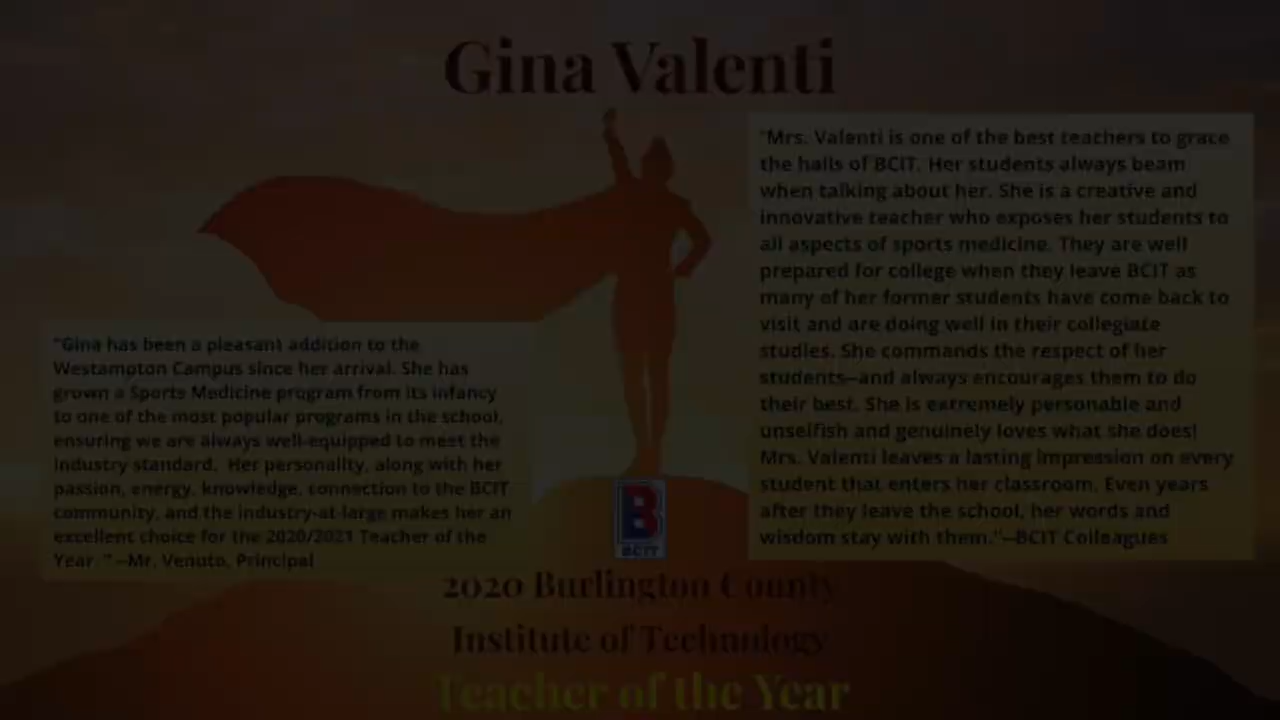 Gina Valenti
"Gina has been a pleasant addition to the
Westampton Campus since her arrival. She has
grown a Sports Medicine program from its infancy
to one of the most popular programs in the school,
ensuring we are always well-equipped to meet the
industry standard.  Her personality, along with her
passion, energy, knowledge, connection to the BCIT
community, and the industry-at-large makes her an
excellent choice for the 2020/2021 Teacher of the
Year. "--Mr. Venuto, Principal
"Mrs. Valenti is one of the best teachers to grace
the halls of BCIT. Her students always beam
when talking about her. She is a creative and
innovative teacher who exposes her students to
all aspects of sports medicine. They are well
prepared for college when they leave BCIT as
many of her former students have come back to
visit and are doing well in their collegiate
studies. She commands the respect of her
students--and always encourages them to do
their best. She is extremely personable and
unselfish and genuinely loves what she does!
Mrs. Valenti leaves a lasting impression on every
student that enters her classroom. Even years
after they leave the school, her words and
wisdom stay with them."--BCIT Colleagues
B
BCIT
2020 Burlington County
Institute of Technology
Teacher of the Year